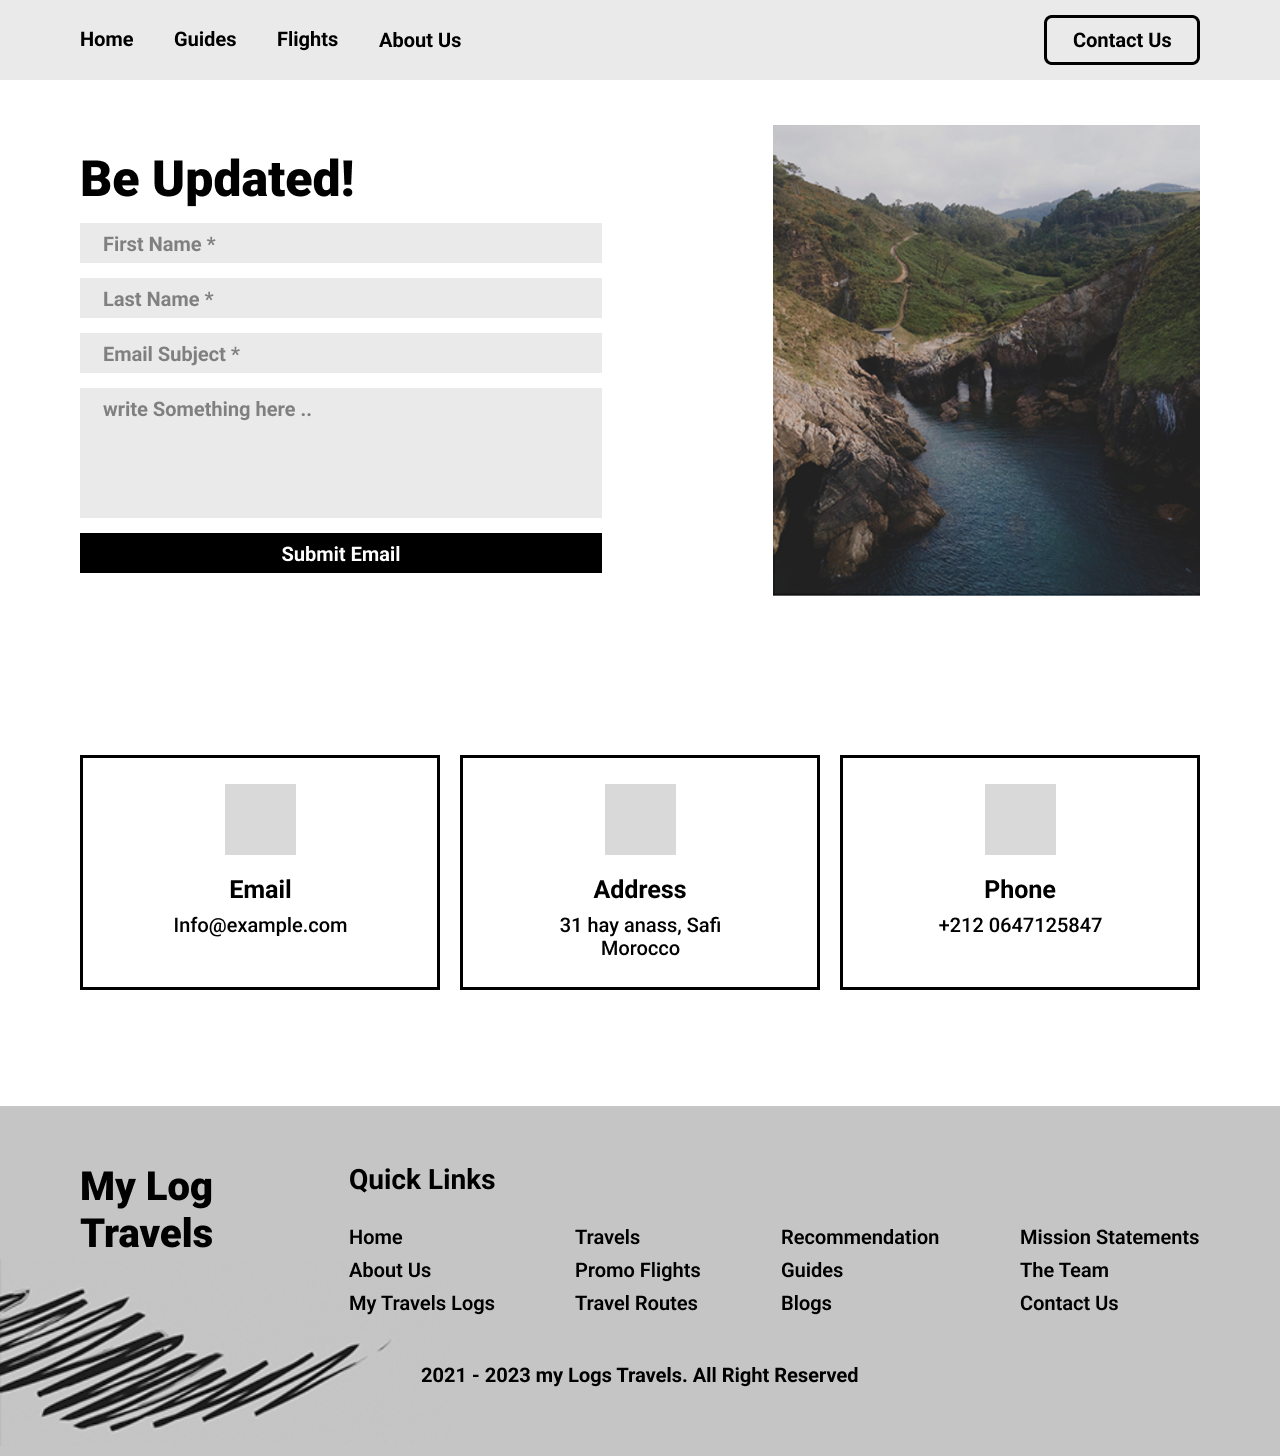 Home
Guides
Flights
About Us
Contact Us
Be Updated!
First Name *
Last Name *
Email Subject *
write Something here ..
Submit Email
Email
Info@example.com
Address
31 hay anass, Safi
Morocco
Phone
+212 0647125847
My Log
Travels
Quick Links
Home
About Us
My Travels Logs
Travels
Promo Flights
Travel Routes
Recommendation
Guides
Blogs
Mission Statements
The Team
Contact Us
2021 - 2023 my Logs Travels. All Right Reserved